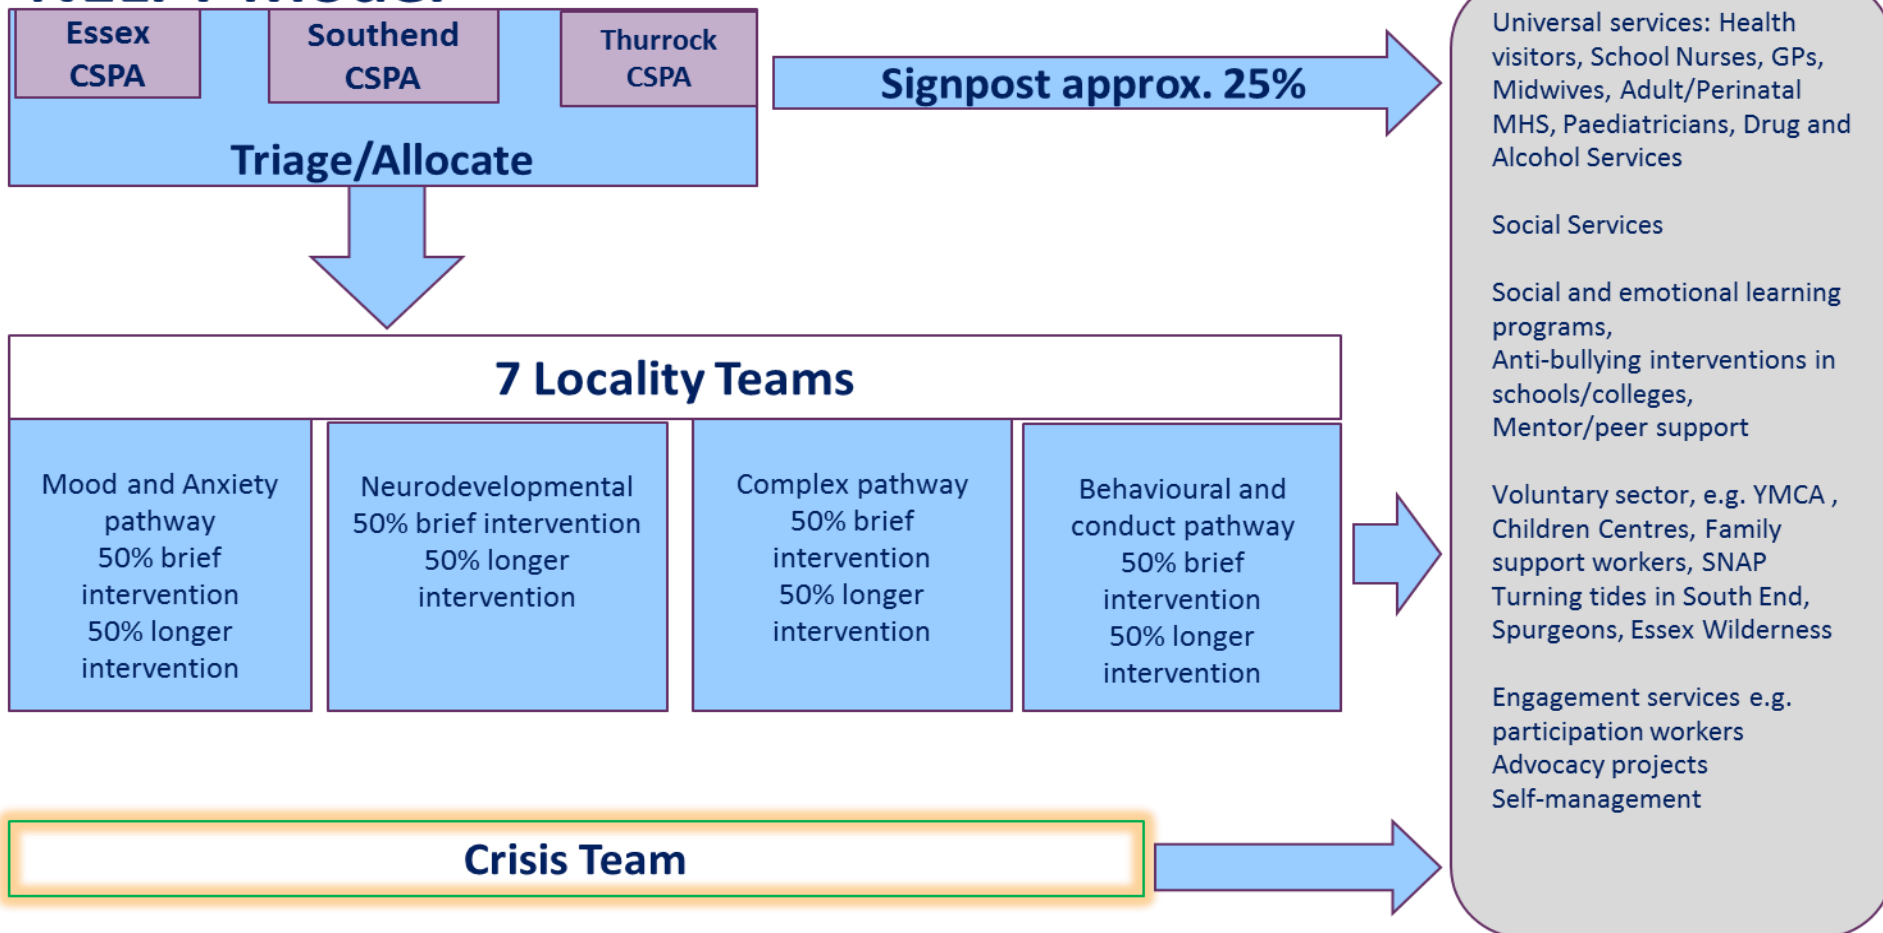 Essex
CSPA
Southend
CSPA
Thurrock
CSPA
Triage/Allocate
Signpost approx. 25%
7 Locality Teams
Mood and Anxiety
pathway
50% brief
intervention
50% longer
intervention
Neurodevelopmental
50% brief intervention
50% longer
intervention
Complex pathway
50% brief
intervention
50% longer
intervention
Behavioural and
conduct pathway
50% brief
intervention
50% longer
intervention
Crisis Team
Universal services: Health
visitors, School Nurses, GPs,
Midwives, Adult/Perinatal
MHS, Paediatricians, Drug and
Alcohol Services
Social Services
Social and emotional learning
programs,
Anti-bullying interventions in
schools/colleges,
Mentor/peer support
Voluntary sector, e.g. YMCA ,
Children Centres, Family
support workers, SNAP
Turning tides in South End,
Spurgeons, Essex Wilderness
Engagement services e.g.
participation workers
Advocacy projects
Self-management